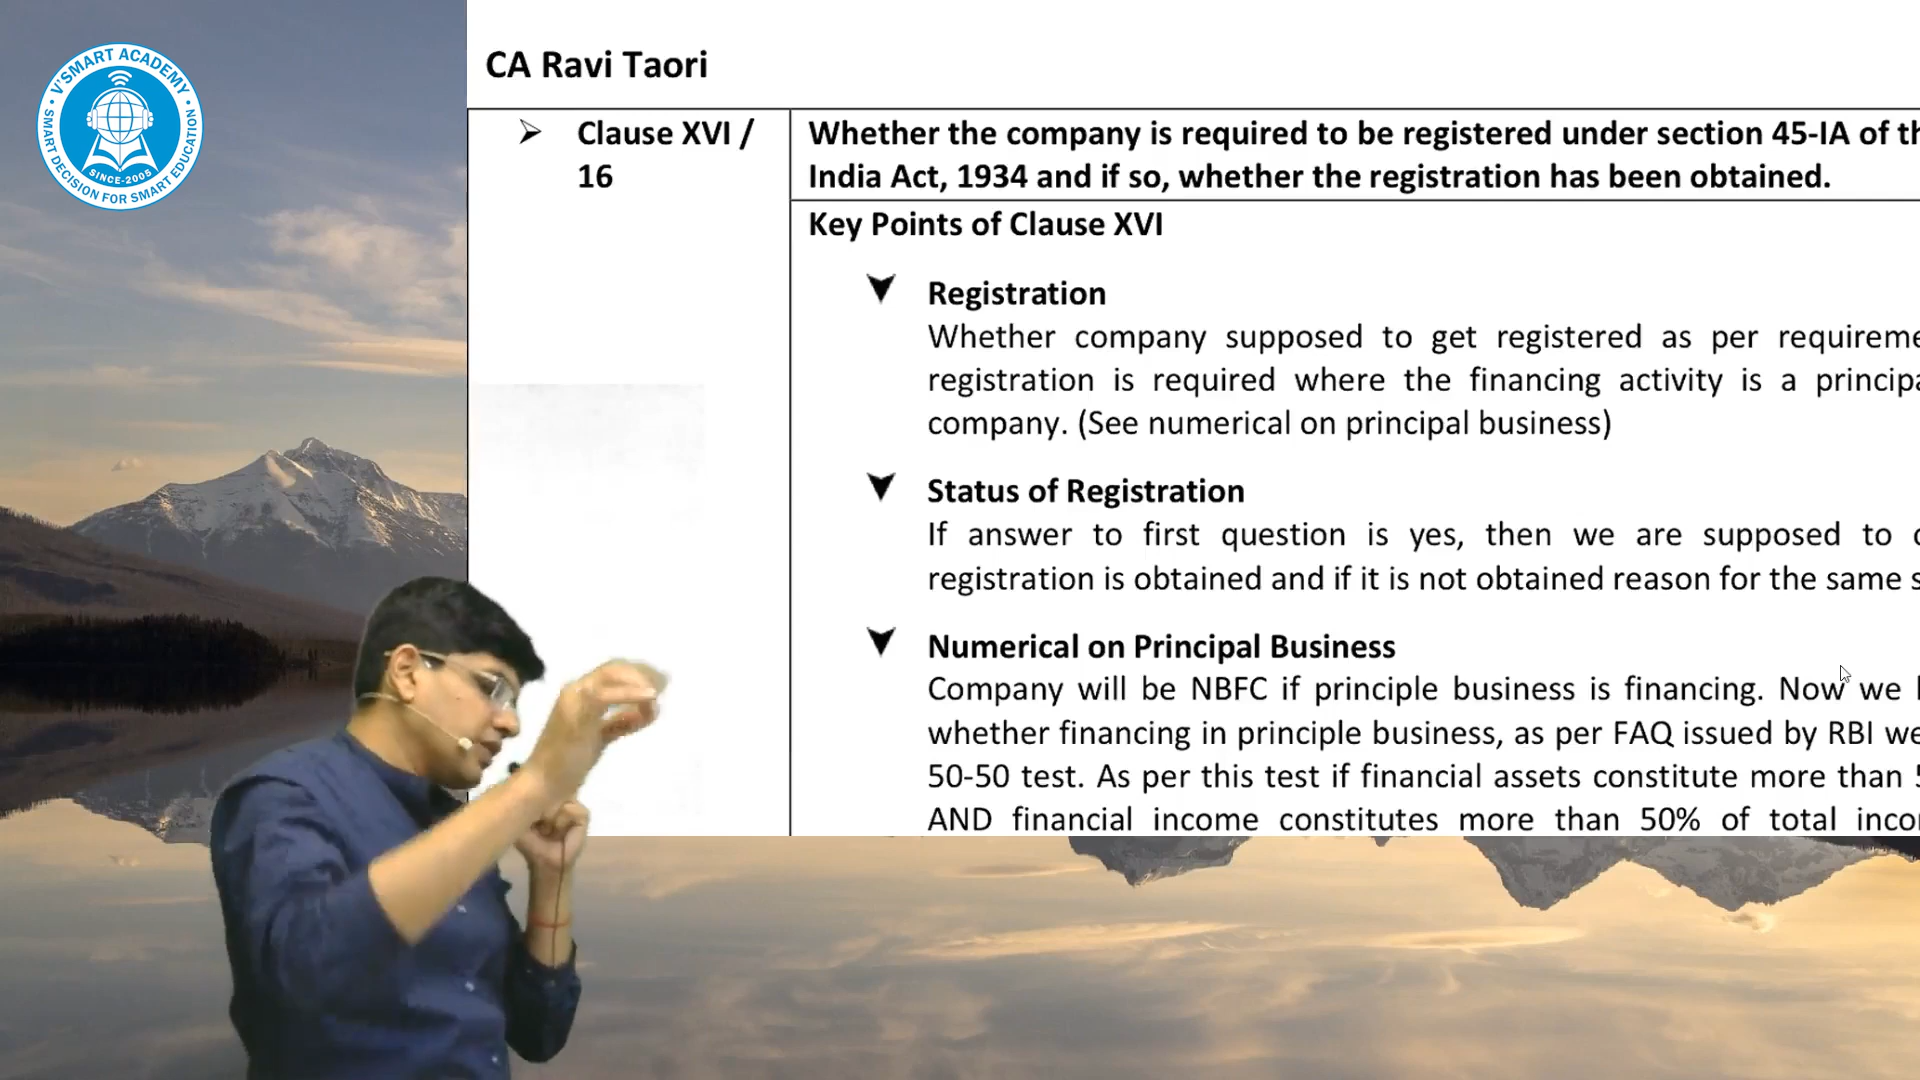 V'SMART ACADEMY
SMART DECISION FOR SMART EDUCATION
SINCE-2005
CA Ravi Taori
Clause XVI /
16
Whether the company is required to be registered under section 45-IA of
India Act, 1934 and if so, whether the registration has been obtained.
Key Points of Clause XVI
Registration
Whether company supposed to get registered as per
registration is required where the financing activity is a
company. (See numerical on principal business)
Status of Registration
If answer to first question is yes, then we are supposed to
registration is obtained and if it is not obtained reason for the same
Numerical on Principal Business
Company will be NBFC if principle business is financing. Now we
whether financing in principle business, as per FAQ issued by RBI
50-50 test. As per this test if financial assets constitute more than
AND financial income constitutes more than 50% of total